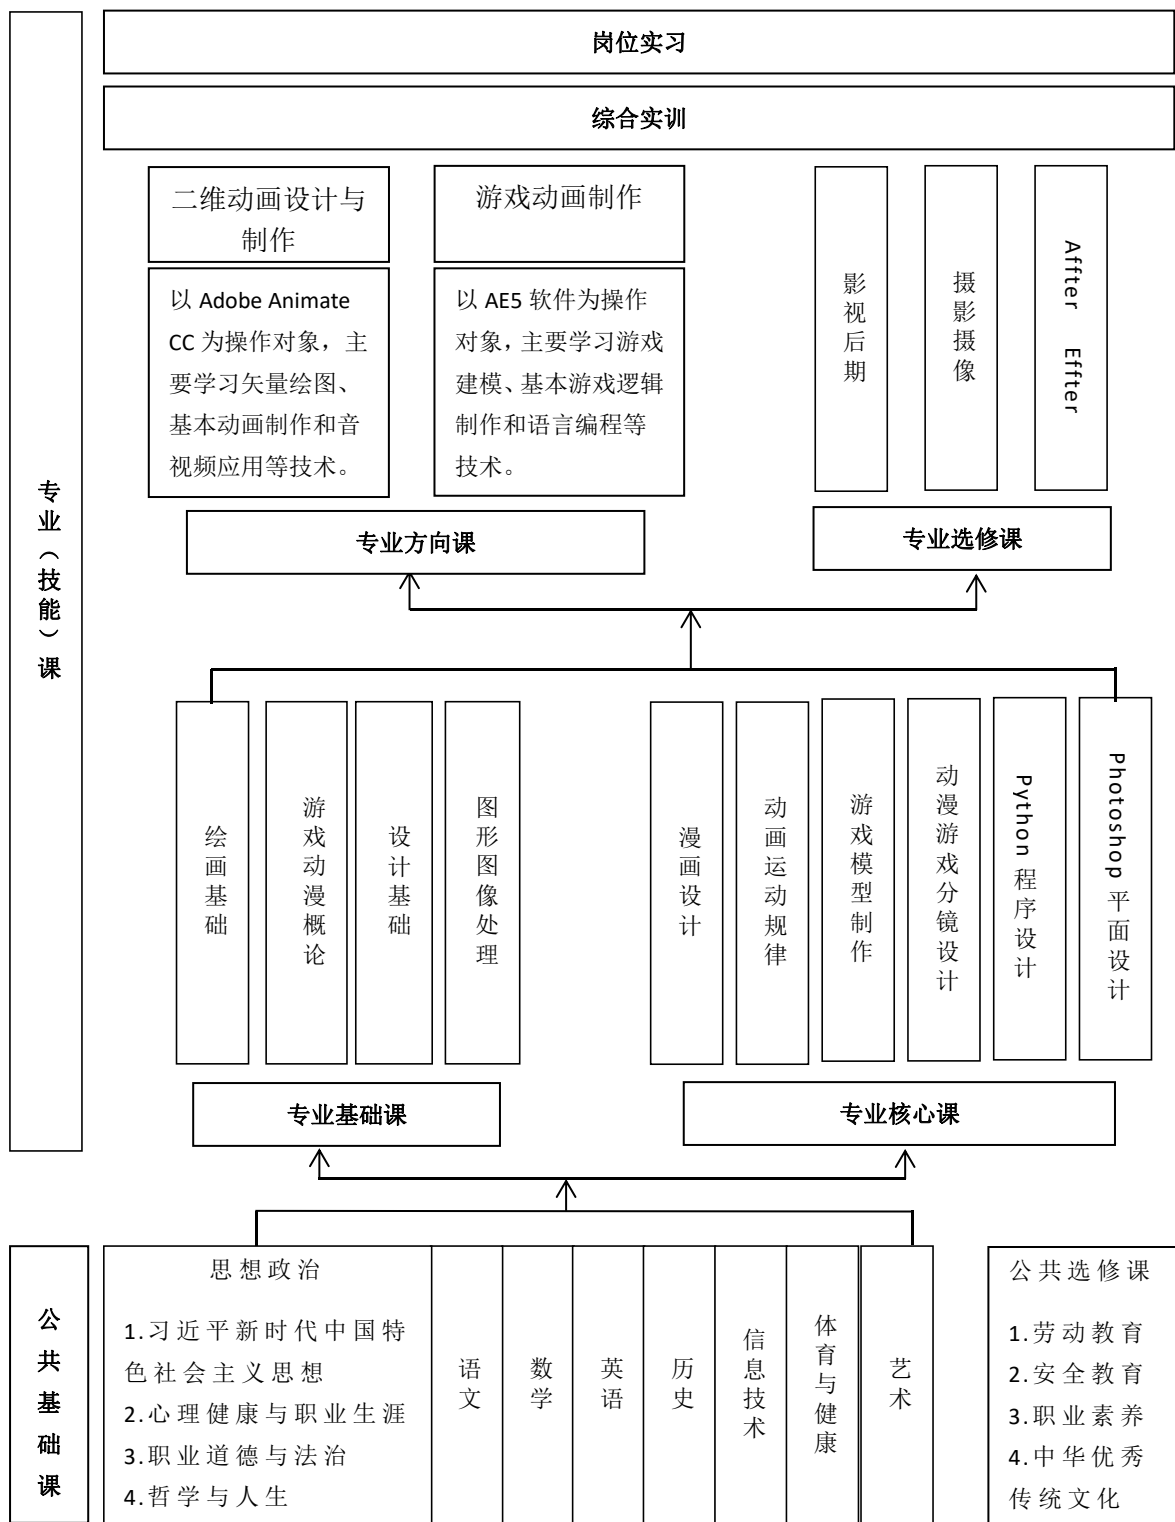 岗位实习
综合实训
二维动画设计与
制作
游戏动画制作
以 Adobe Animate
CC 为操作对象，主
要学习矢量绘图、
基本动画制作和音
视频应用等技术。
以 AE5 软件为操作
对象，主要学习游戏
建模、基本游戏逻辑
制作和语言编程等
技术。
影视后期
摄影摄像
Affter Effter
专业（技能）课
专业方向课
专业选修课
绘画基础
游戏动漫概论
设计基础
图形图像处理
漫画设计
动画运动规律
游戏模型制作
动漫游戏分镜设计
Python 程序设计
Photoshop 平面设计
专业基础课
专业核心课
公共基础课
思想政治
1.习近平新时代中国特
色社会主义思想
2.心理健康与职业生涯
3.职业道德与法治
4.哲学与人生
语文
数学
英语
历史
信息技术
体育与健康
艺术
公共选修课
1.劳动教育
2.安全教育
3.职业素养
4.中华优秀
传统文化